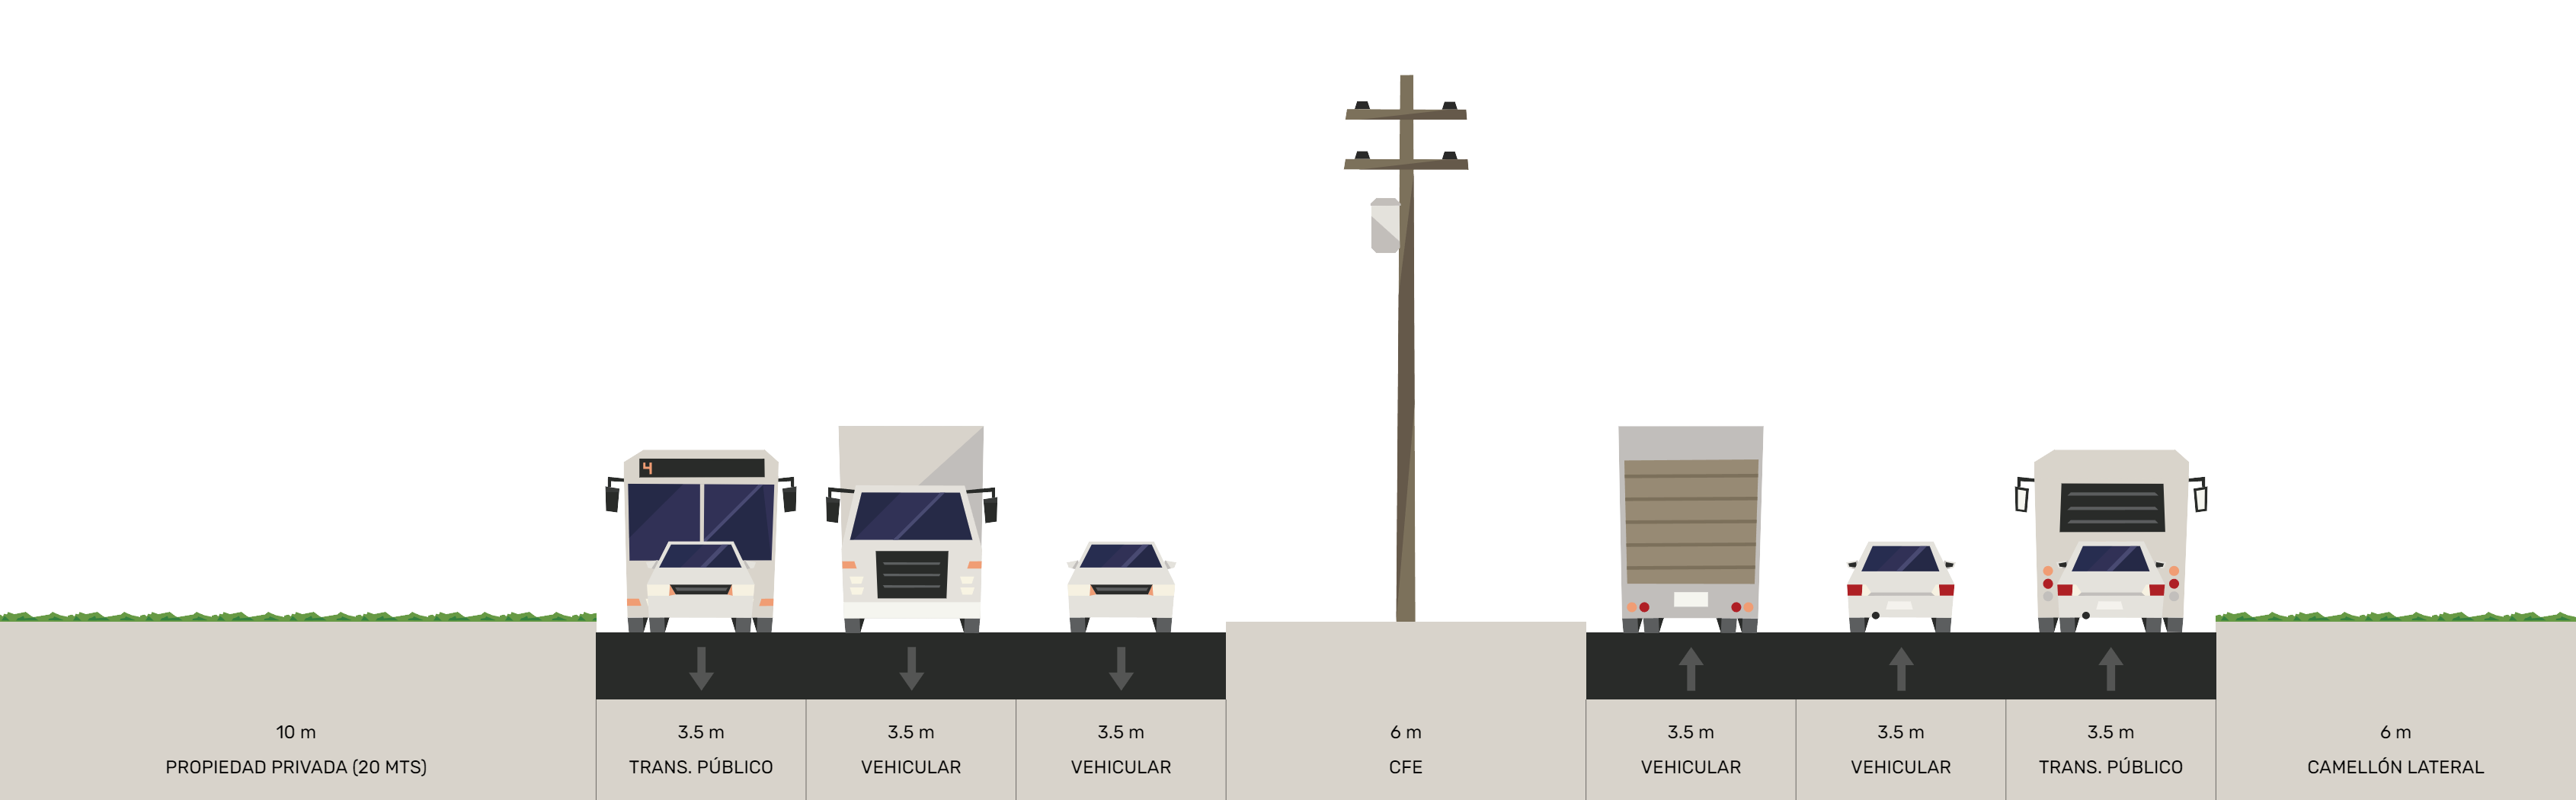 4
10 m
PROPIEDAD PRIVADA (20 MTS)
3.5 m
TRANS. PÚBLICO
3.5 m
VEHICULAR
3.5 m
VEHICULAR
6 m
CFE
3.5 m
VEHICULAR
3.5 m
VEHICULAR
3.5 m
TRANS. PÚBLICO
6 m
CAMELLÓN LATERAL